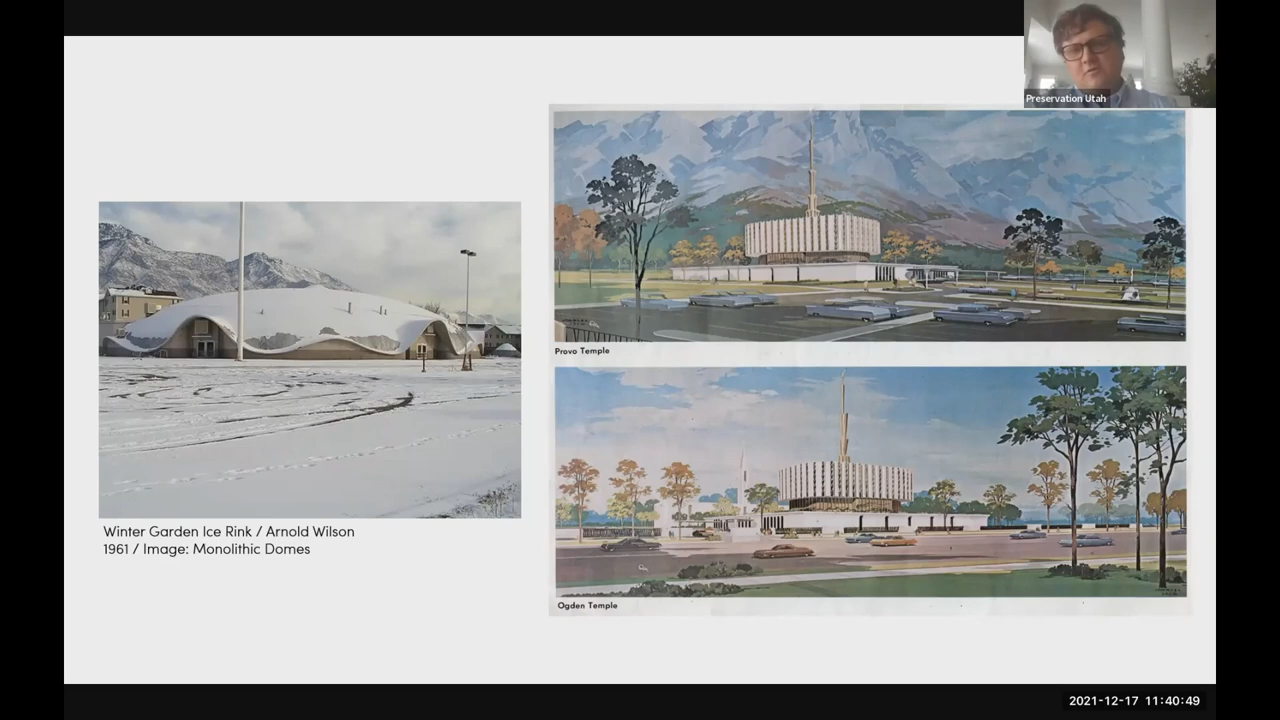 Preservation Utah
Provo Temple
Winter Garden Ice Rink / Arnold Wilson
1961 / Image: Monolithic Domes
Ogden Temple
2021-12-17 11:40:49